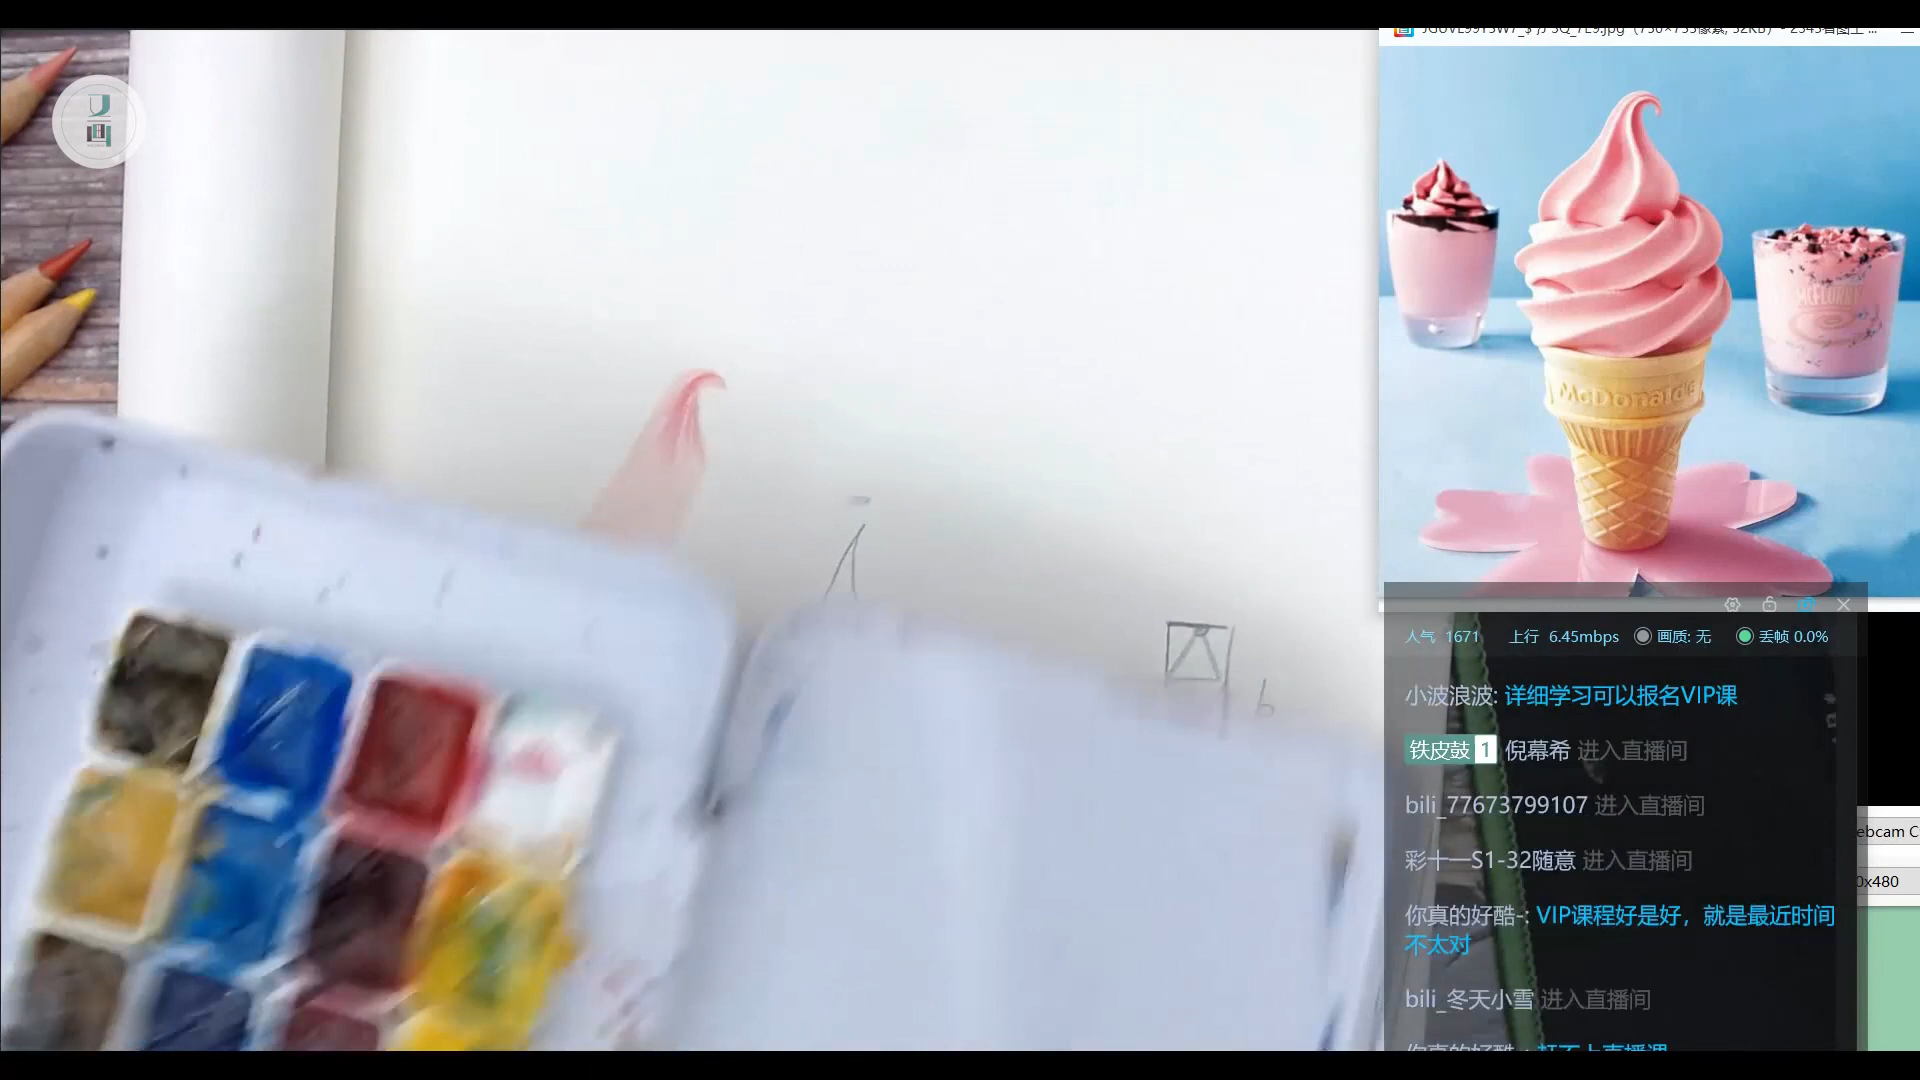 McDonald's
MCFLURRY
人气 1671 上行 6.45mbps 画质: 无 丢帧 0.0%
小波浪波: 详细学习可以报名VIP课
铁皮鼓 1 倪幕希 进入直播间
bili_77673799107 进入直播间
彩十一S1-32随意 进入直播间
你真的好酷-: VIP课程好是好，就是最近时间
不太对
bili_冬天小雪 进入直播间
ebcam C
0x480
b